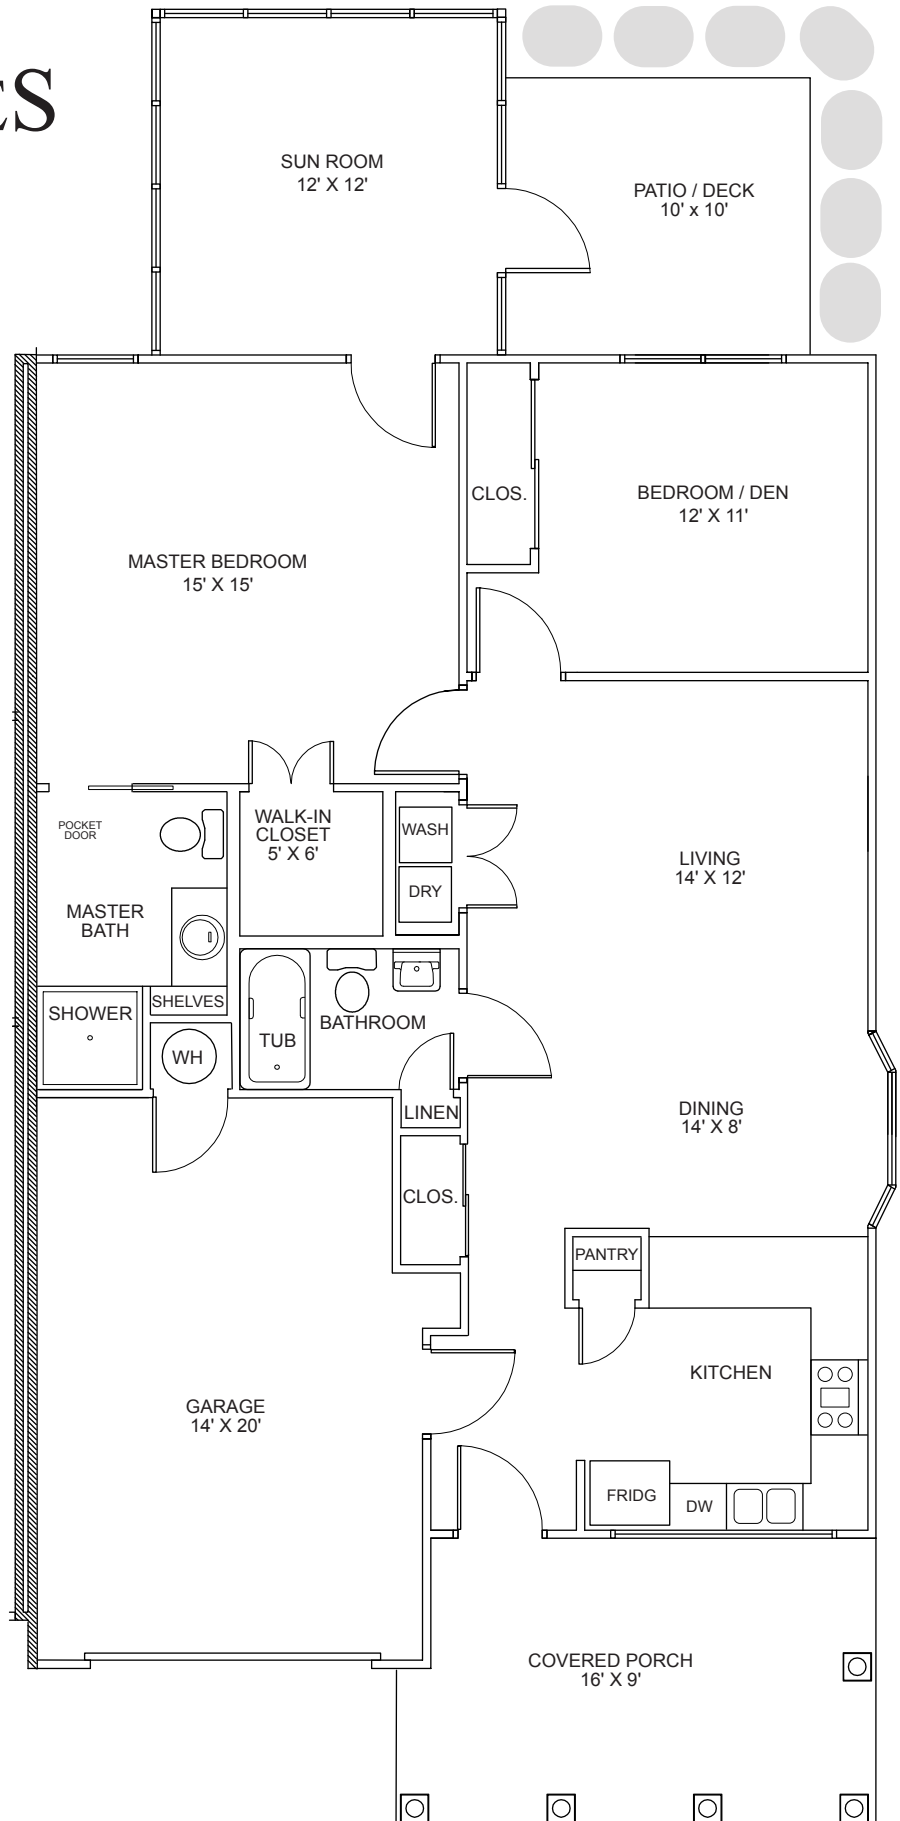 ES
SUN ROOM
12' X 12'
PATIO / DECK
10' x 10'
CLOS.
BEDROOM / DEN
12' X 11'
MASTER BEDROOM
15' X 15'
POCKET
DOOR
WALK-IN
CLOSET
5' X 6'
WASH
DRY
LIVING
14' X 12'
MASTER
BATH
SHELVES
SHOWER
WH
TUB
BATHROOM
LINEN
DINING
14' X 8'
CLOS.
PANTRY
KITCHEN
GARAGE
14' X 20'
FRIDG
DW
COVERED PORCH
16' X 9'